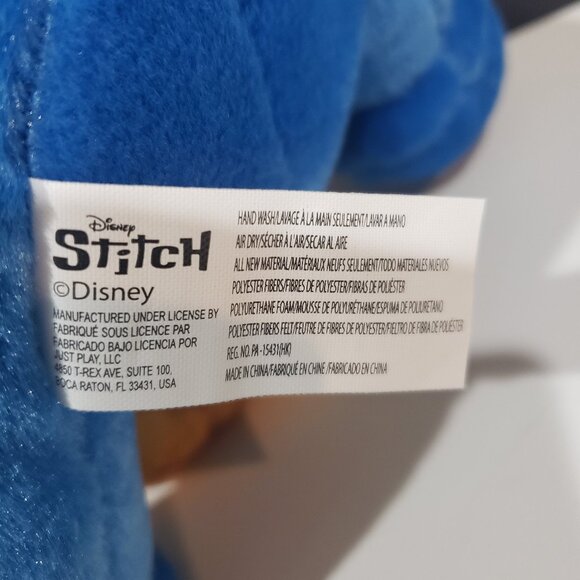 Disney
Stitch
©Disney
MANUFACTURED UNDER LICENSE BY
FABRIQUÉ SOUS LICENCE PAR
FABRICADO BAJO LICENCIA POR
JUST PLAY, LLC
4850 T-REX AVE, SUITE 100,
BOCA RATON, FL 33431, USA
HAND WASH/LAVAGE À LA MAIN SEULEMENT/LAVAR A MANO
AIR DRY/SÉCHER À L'AIR/SECAR AL AIRE
ALL NEW MATERIAL/MATÉRIAUX NEUFS SEULEMENT/TODO MATERIALES NUEVOS
POLYESTER FIBERS/FIBRES DE POLYESTER/FIBRAS DE POLIÉSTER
POLYURETHANE FOAM/MOUSSE DE POLYURÉTHANE/ESPUMA DE POLIURETANO
POLYESTER FIBERS FELT/FEUTRE DE FIBRES DE POLYESTER/FIELTRO DE FIBRA DE POLIÉSTER
REG. NO. PA-15431(HK)
MADE IN CHINA/FABRIQUÉ EN CHINE /FABRICADO EN CHINA